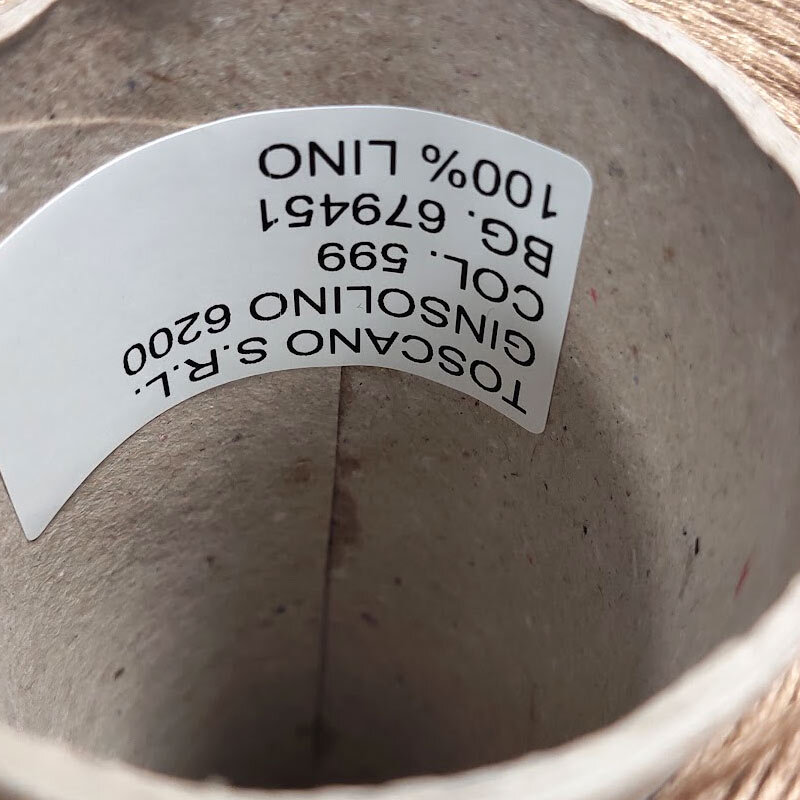 TOSCANO S.R.L.
GINSOLINO 6200
COL. 599
BG. 679451
100% LINO